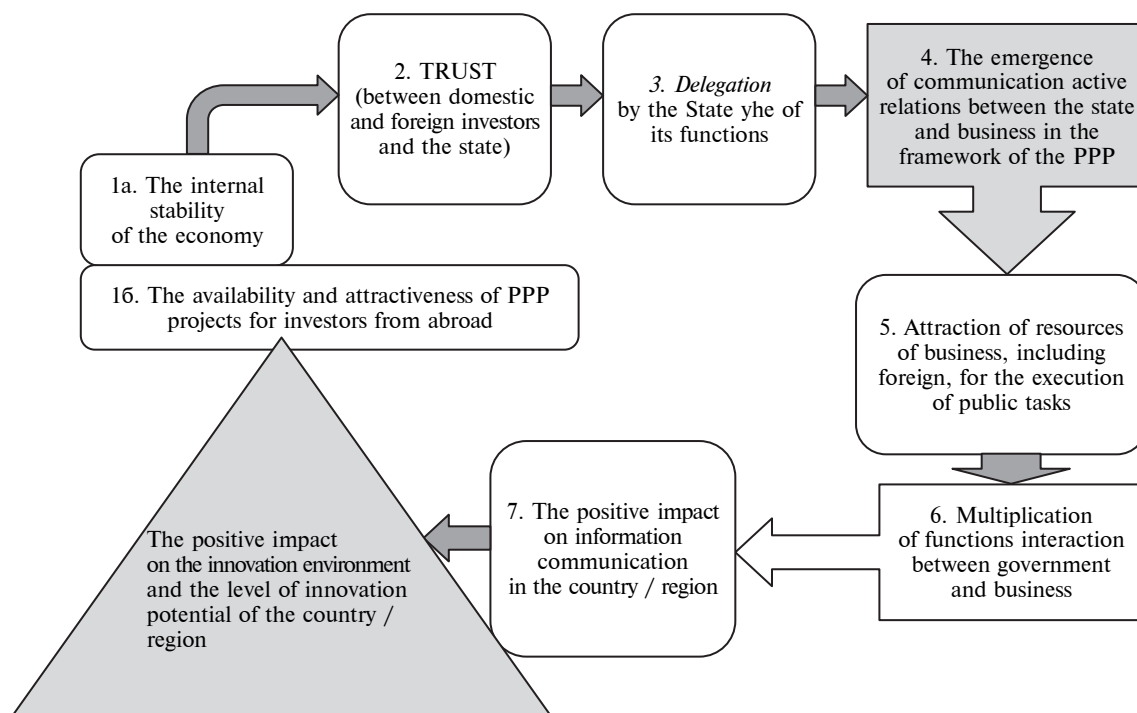 1a. The internal
stability
of the economy
1б. The availability and attractiveness of PPP
projects for investors from abroad
2. TRUST
(between domestic
and foreign investors
and the state)
3. Delegation
by the State yhe of
its functions
4. The emergence
of communication active
relations between the state
and business in the
framework of the PPP
5. Attraction of resources
of business, including
foreign, for the execution
of public tasks
6. Multiplication
of functions interaction
between government
and business
7. The positive impact
on information
communication
in the country / region
The positive impact
on the innovation environment
and the level of innovation
potential of the country /
region